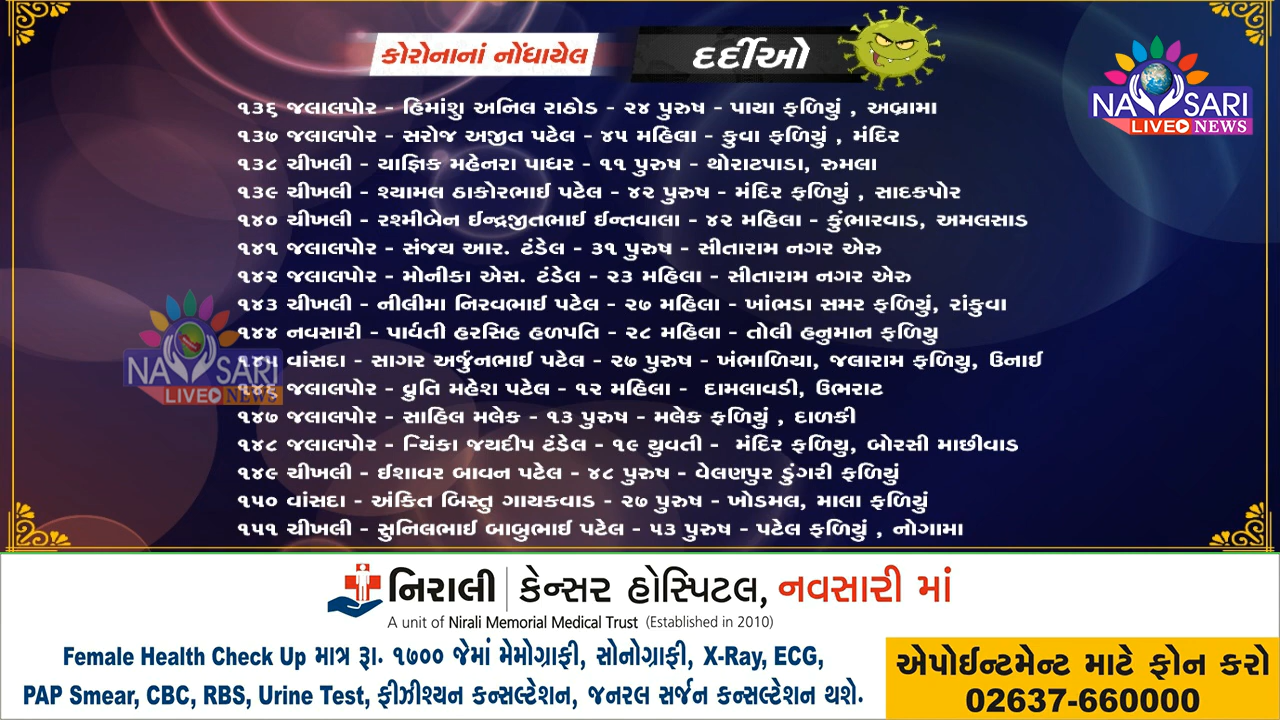 કોરોનાનાં નોંધાયેલ દર્દીઓ
NAVSARI
LIVE NEWS
૧૩૬ જલાલપોર - હિમાંશુ અનિલ રાઠોડ - ૨૪ પુરુષ - પાચા ફળિયું , અબ્રામા
૧૩૭ જલાલપોર - સરોજ અજીત પટેલ - ૪૫ મહિલા - કુવા ફળિયું , મંદિર
૧૩૮ ચીખલી - યાજ્ઞિક મહેનરા પાધર - ૧૧ પુરુષ - થોરાટપાડા, રુમલા
૧૩૯ ચીખલી - શ્યામલ ઠાકોરભાઈ પટેલ - ૪૨ પુરુષ - મંદિર ફળિયું , સાદકપોર
૧૪૦ ચીખલી - રશ્મીબેન ઈન્દ્રજીતભાઈ ઈન્તવાલા - ૪૨ મહિલા - કુંભારવાડ, અમલસાડ
૧૪૧ જલાલપોર - સંજય આર. ટંડેલ - ૩૧ પુરુષ - સીતારામ નગર એરુ
૧૪૨ જલાલપોર - મોનીકા એસ. ટંડેલ - ૨૩ મહિલા - સીતારામ નગર એરુ
૧૪૩ ચીખલી - નીલીમા નિરવભાઈ પટેલ - ૨૭ મહિલા - ખાંભડા સમર ફળિયું, રાંકુવા
૧૪૪ નવસારી - પાર્વતી હરસિહ હળપતિ - ૨૮ મહિલા - તોલી હનુમાન ફળિયુ
૧૪૫ વાંસદા - સાગર અર્જુનભાઈ પટેલ - ૨૭ પુરુષ - ખંભાળિયા, જલારામ ફળિયુ, ઉનાઈ
૧૪૬ જલાલપોર - ધ્રુતિ મહેશ પટેલ - ૧૨ મહિલા - દામલાવડી, ઉભરાટ
૧૪૭ જલાલપોર - સાહિલ મલેક - ૧૩ પુરુષ - મલેક ફળિયું , દાળકી
૧૪૮ જલાલપોર - જયદીપ ટંડેલ - ૧૯ યુવતી - મંદિર ફળિયુ, બોરસી માછીવાડ
૧૪૯ ચીખલી - ઈશાવર બાવન પટેલ - ૪૮ પુરુષ - વેલણપુર ડુંગરી ફળિયું
૧૫૦ વાંસદા - અંકિત બિસ્તુ ગાયકવાડ - ૨૭ પુરુષ - ખોડમલ, માલા ફળિયું
૧૫૧ ચીખલી - સુનિલભાઈ બાબુભાઈ પટેલ - ૫૩ પુરુષ - પટેલ ફળિયું , નોગામા
NAVSARI
LIVE NEWS
નિરાલી | કેન્સર હોસ્પિટલ, નવસારી માં
A unit of Nirali Memorial Medical Trust (Established in 2010)
Female Health Check Up માત્ર રૂા. ૧૭૦૦ જેમાં મેમોગ્રાફી, સોનોગ્રાફી, X-Ray, ECG,
PAP Smear, CBC, RBS, Urine Test, ફીઝીશ્યન કન્સલ્ટેશન, જનરલ સર્જન કન્સલ્ટેશન થશે.
એપોઈન્ટમેન્ટ માટે ફોન કરો
02637-660000